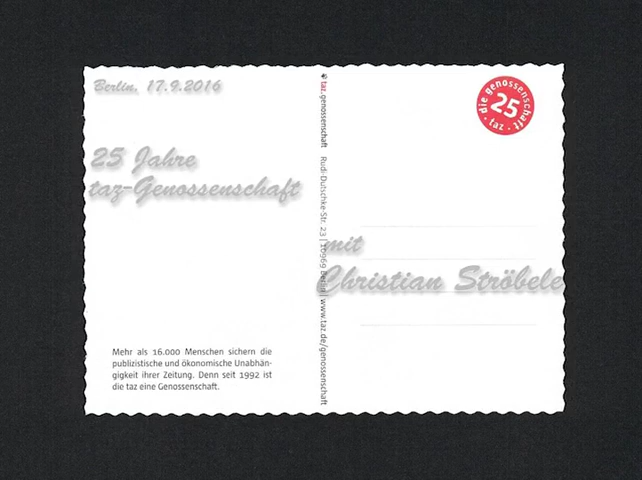 Berlin, 17.9.2016
25 Jahre
taz-Genossenschaft
Mehr als 16.000 Menschen sichern die
publizistische und ökonomische Unabhän-
gigkeit ihrer Zeitung. Denn seit 1992 ist
die taz eine Genossenschaft.
taz.genossenschaft Rudi-Dutschke-Str. 23 | 10969 Berlin | www.taz.de/genossenschaft
die genossenschaft
25
· taz ·
mit
Christian Ströbele